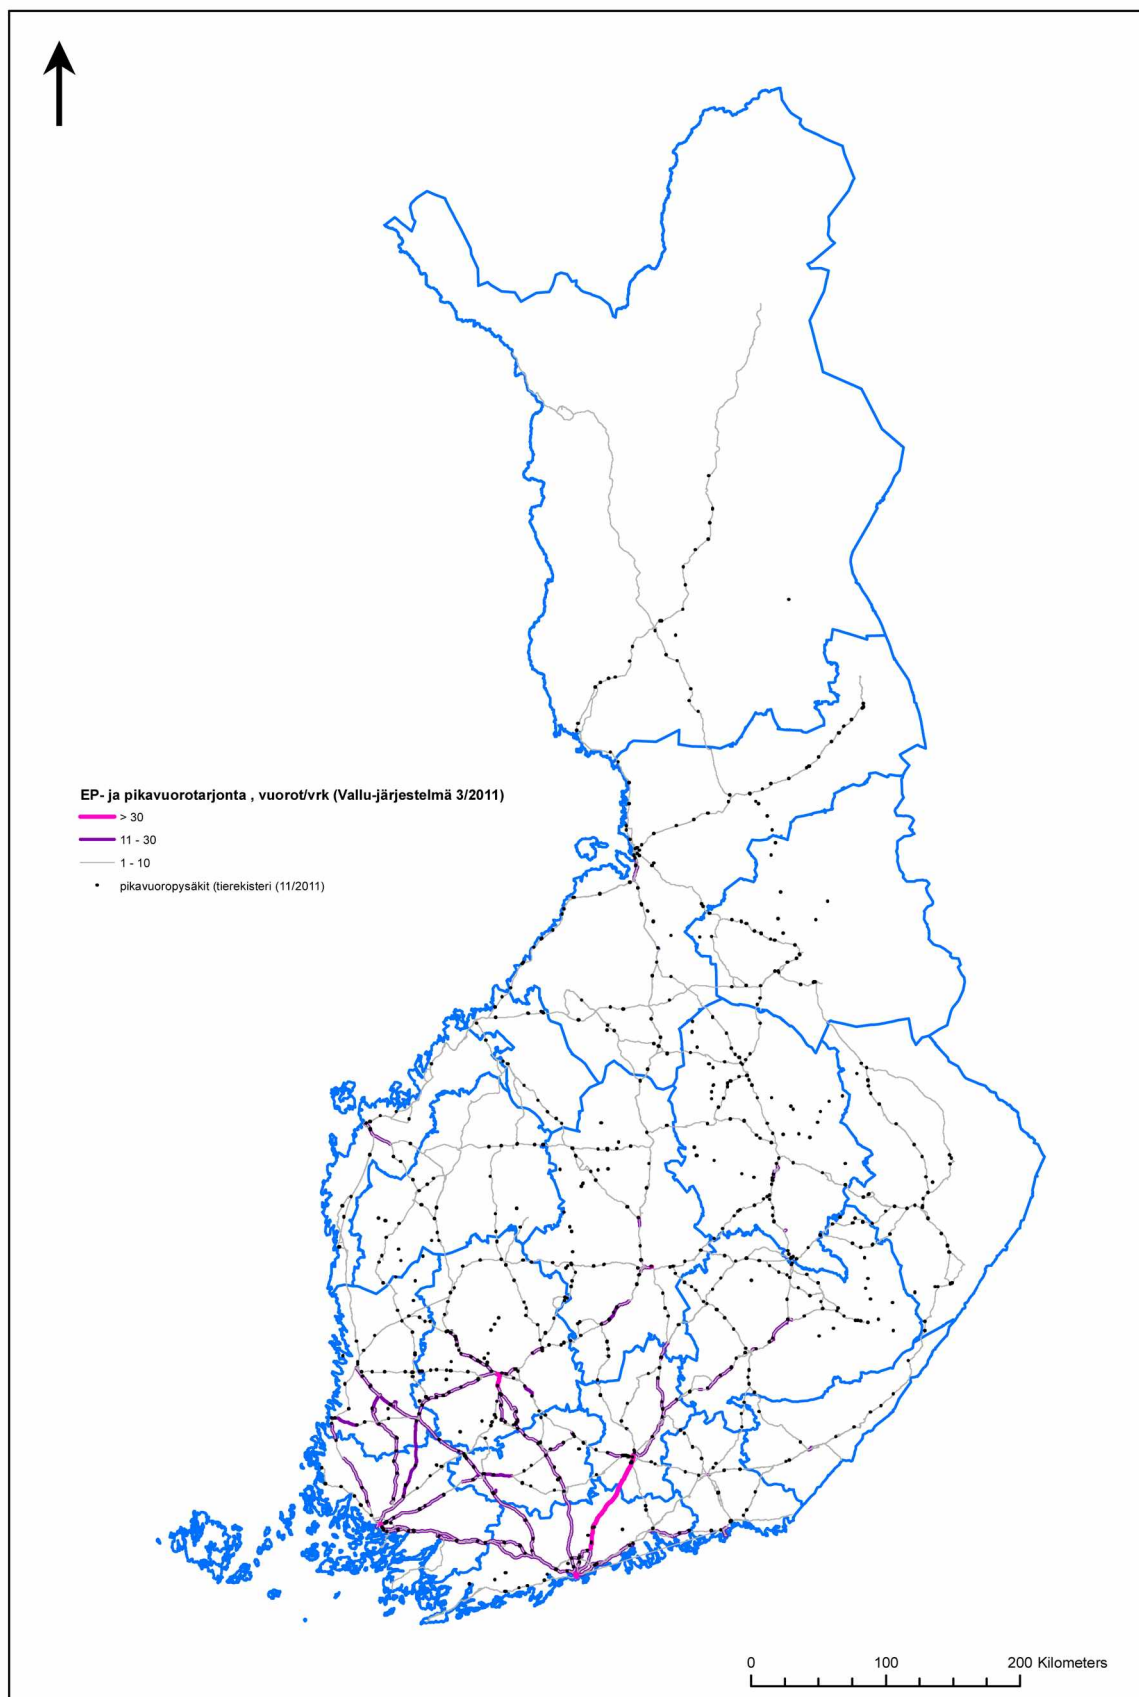 EP- ja pikavuorotarjonta , vuorot/vrk (Vallu-järjestelmä 3/2011)
> 30
11 - 30
1 - 10
pikavuoropysäkit (tierekisteri (11/2011)
0 100 200 Kilometers